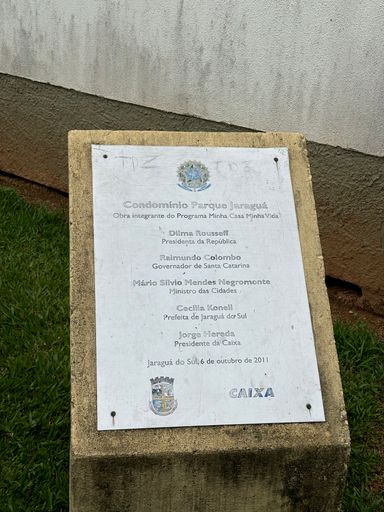 Condomínio Parque Jaraguá
Obra integrante do Programa Minha Casa Minha Vida
Dilma Rousseff
Presidenta da República
Raimundo Colombo
Governador de Santa Catarina
Mário Sílvio Mendes Negromonte
Ministro das Cidades
Cecília Konell
Prefeita de Jaraguá do Sul
Jorge Hereda
Presidente da Caixa
Jaraguá do Sul, 6 de outubro de 2011
CAIXA